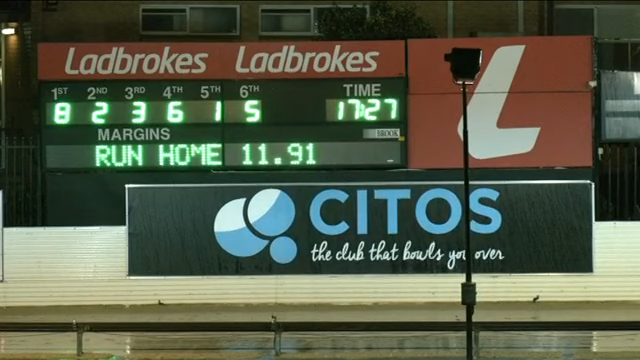 Ladbrokes Ladbrokes
1ST 2ND 3RD 4TH 5TH 6TH TIME
8 2 3 6 1 5 17:27
MARGINS BROOK
RUN HOME 11.91
L
CITOS
the club that bowls you over